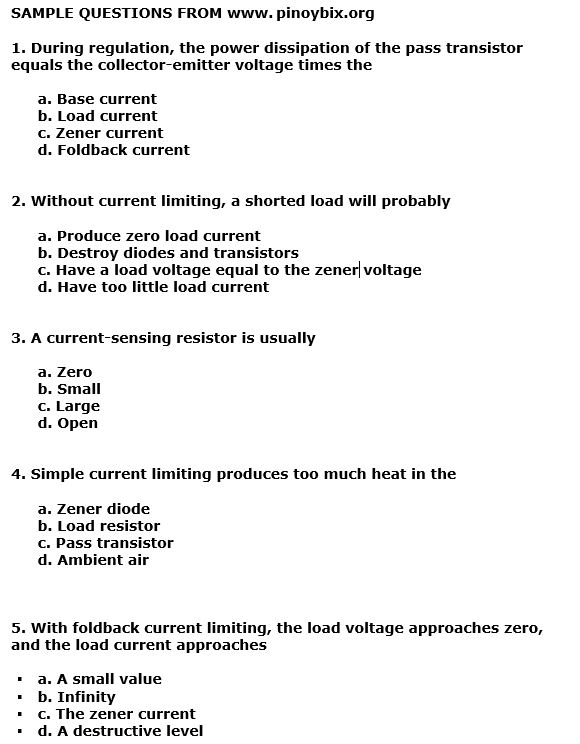 SAMPLE QUESTIONS FROM www.pinoybix.org
1. During regulation, the power dissipation of the pass transistor
equals the collector-emitter voltage times the
a. Base current
b. Load current
c. Zener current
d. Foldback current
2. Without current limiting, a shorted load will probably
a. Produce zero load current
b. Destroy diodes and transistors
c. Have a load voltage equal to the zener voltage
d. Have too little load current
3. A current-sensing resistor is usually
a. Zero
b. Small
c. Large
d. Open
4. Simple current limiting produces too much heat in the
a. Zener diode
b. Load resistor
c. Pass transistor
d. Ambient air
5. With foldback current limiting, the load voltage approaches zero,
and the load current approaches
▪ a. A small value
▪ b. Infinity
▪ c. The zener current
▪ d. A destructive level